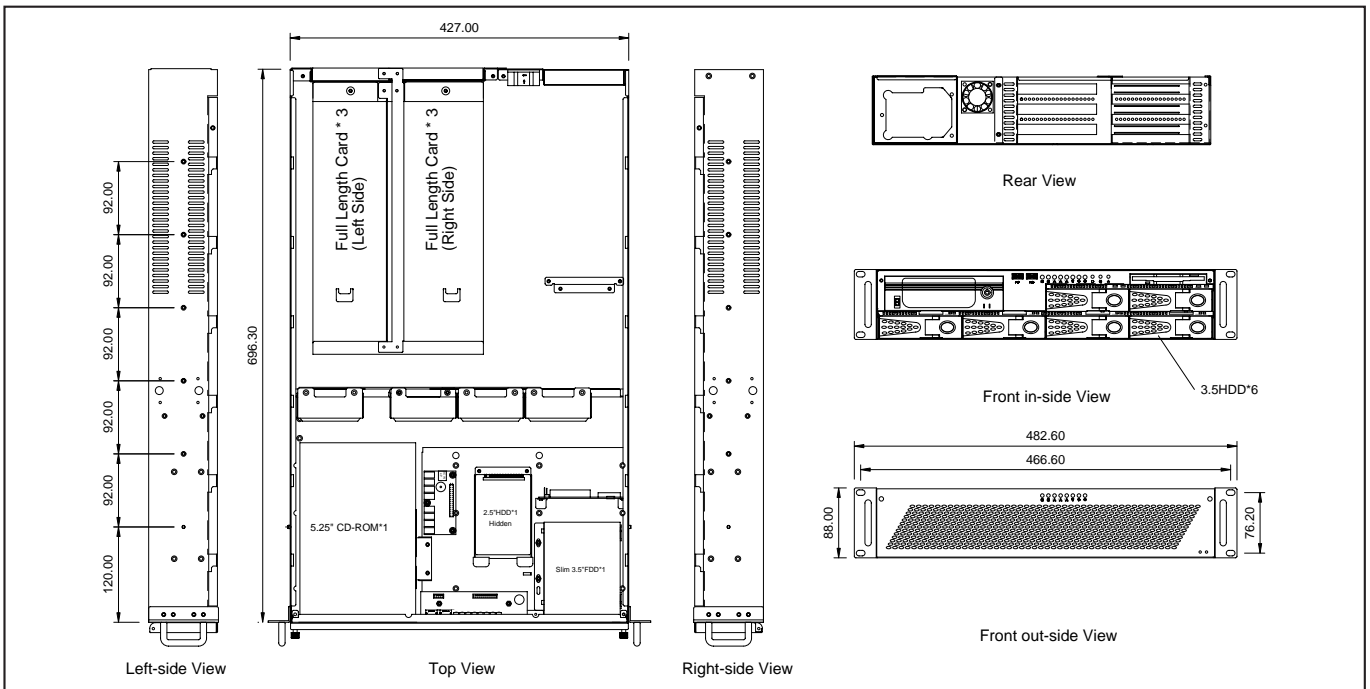 427.00
696.30
92.00
92.00
92.00
92.00
92.00
120.00
Full Length Card * 3
(Left Side)
Full Length Card * 3
(Right Side)
5.25" CD-ROM*1
2.5"HDD*1
Hidden
Slim 3.5"FDD*1
Left-side View
Top View
Right-side View
Rear View
3.5HDD*6
Front in-side View
482.60
466.60
88.00
76.20
Front out-side View